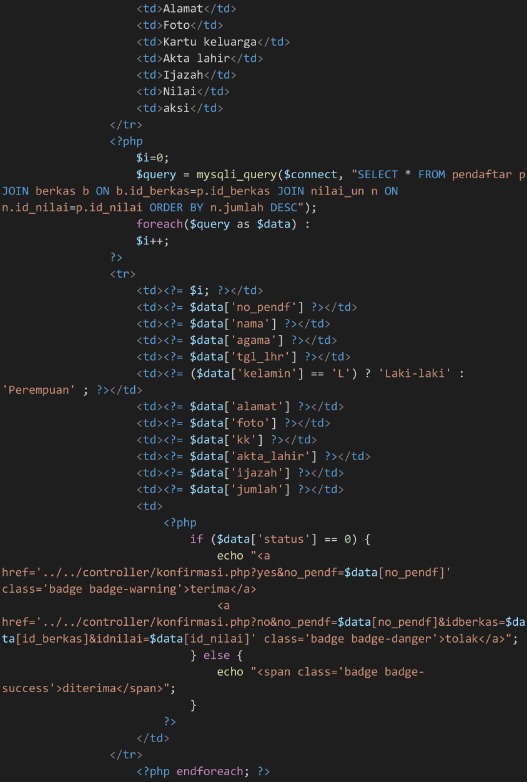 <td>Alamat</td>
<td>Foto</td>
<td>Kartu keluarga</td>
<td>Akta lahir</td>
<td>Ijazah</td>
<td>Nilai</td>
<td>aksi</td>
</tr>
<?php
$i=0;
$query = mysqli_query($connect, "SELECT * FROM pendaftar p
JOIN berkas b ON b.id_berkas=p.id_berkas JOIN nilai_un n ON
n.id_nilai=p.id_nilai ORDER BY n.jumlah DESC");
foreach($query as $data) :
$i++;
?>
<tr>
<td><?= $i; ?></td>
<td><?= $data['no_pendf'] ?></td>
<td><?= $data['nama'] ?></td>
<td><?= $data['agama'] ?></td>
<td><?= $data['tgl_lhr'] ?></td>
<td><?= ($data['kelamin'] == 'L') ? 'Laki-laki' :
'Perempuan' ; ?></td>
<td><?= $data['alamat'] ?></td>
<td><?= $data['foto'] ?></td>
<td><?= $data['kk'] ?></td>
<td><?= $data['akta_lahir'] ?></td>
<td><?= $data['ijazah'] ?></td>
<td><?= $data['jumlah'] ?></td>
<td>
<?php
if ($data['status'] == 0) {
echo "<a
href='../../controller/konfirmasi.php?yes&no_pendf=$data[no_pendf]'
class='badge badge-warning'>terima</a>
<a
href='../../controller/konfirmasi.php?no&no_pendf=$data[no_pendf]&idberkas=$da
ta[id_berkas]&idnilai=$data[id_nilai]' class='badge badge-danger'>tolak</a>";
} else {
echo "<span class='badge badge-
success'>diterima</span>";
}
?>
</td>
</tr>
<?php endforeach; ?>